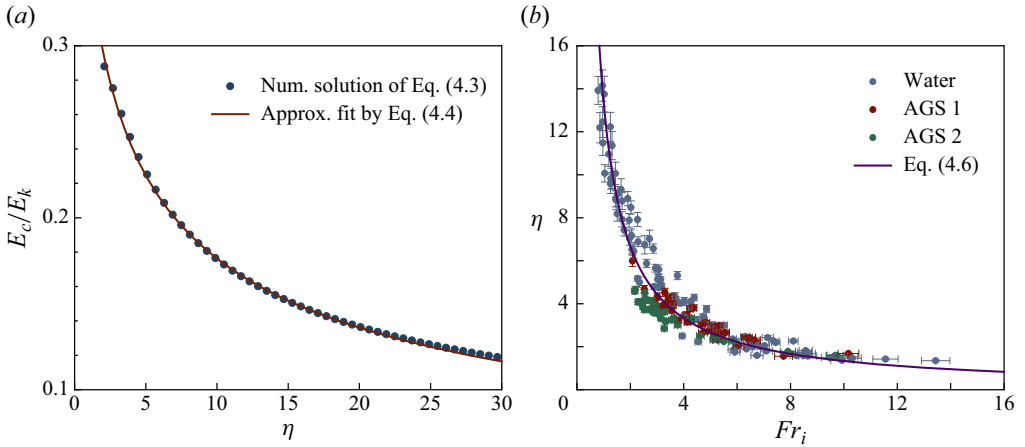 (a)
0.3
Num. solution of Eq. (4.3)
Approx. fit by Eq. (4.4)
E_c/E_k
0.2
0.1
0 5 10 15 20 25 30
η
(b)
16
Water
AGS 1
12
AGS 2
Eq. (4.6)
η
8
4
0 4 8 12 16
Fr_i